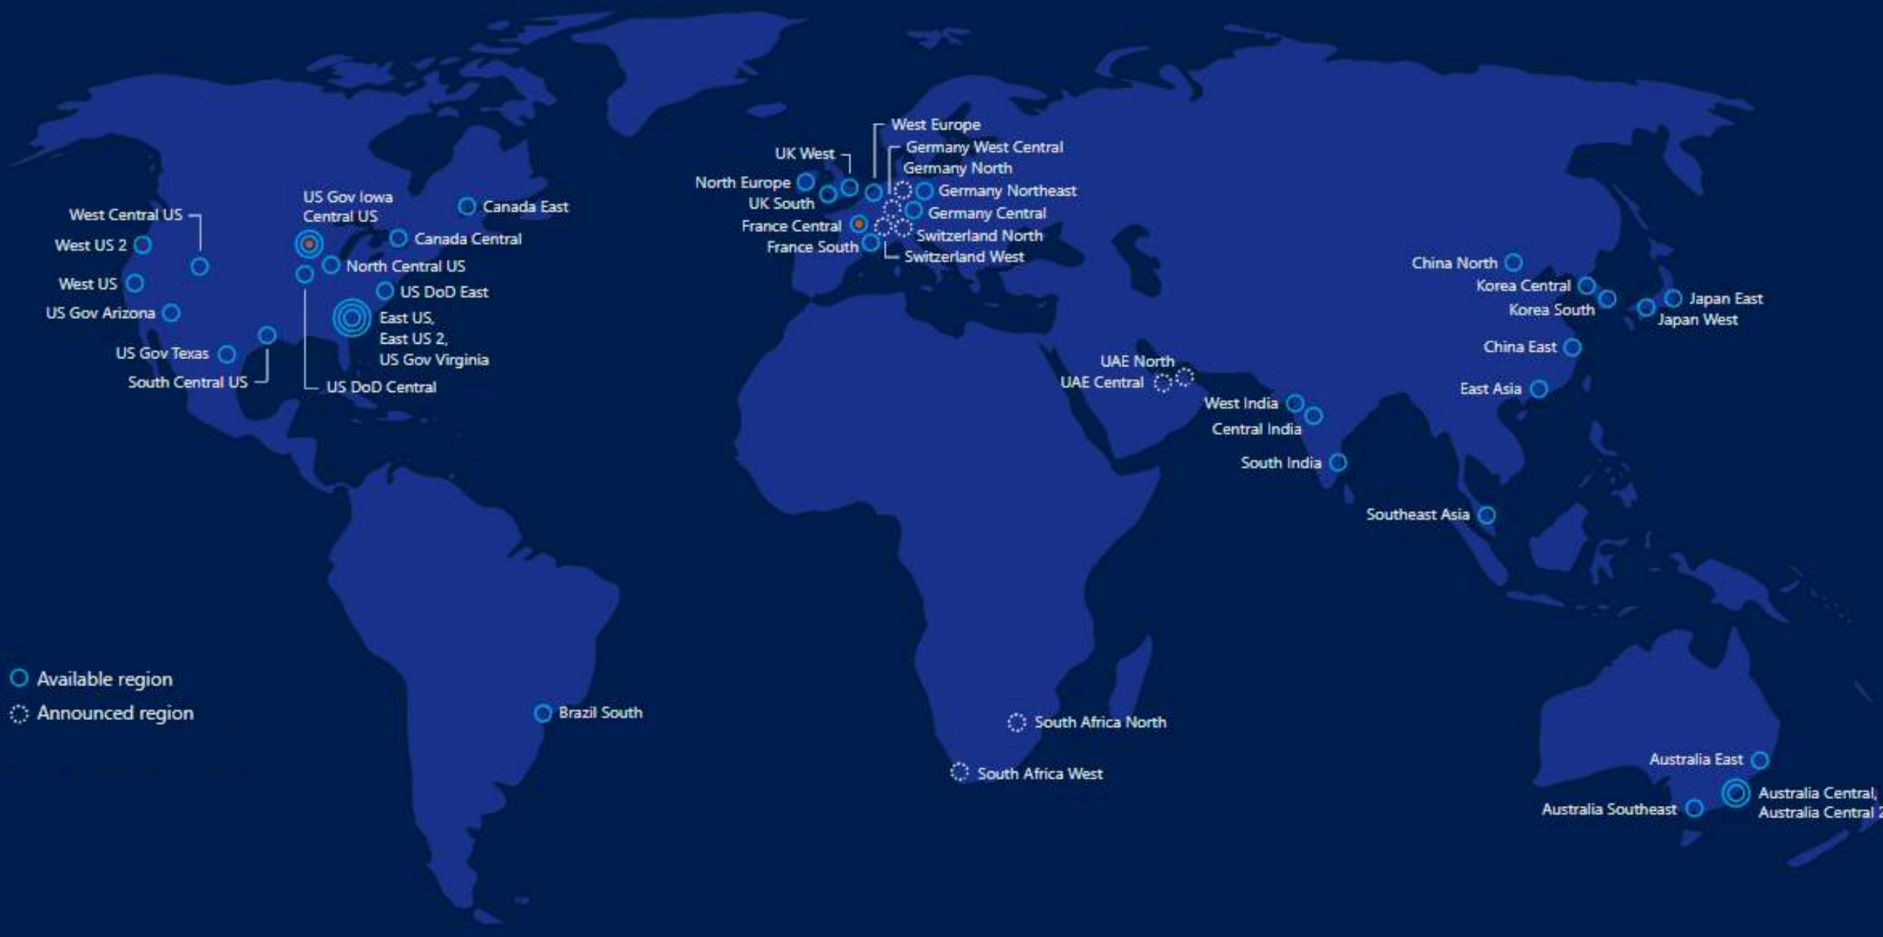 West Europe
Germany West Central
Germany North
UK West
North Europe
Germany Northeast
UK South
Germany Central
France Central
Switzerland North
France South
Switzerland West
US Gov Iowa
Central US
Canada East
West Central US
West US 2
Canada Central
North Central US
West US
US DoD East
US Gov Arizona
East US,
East US 2,
US Gov Virginia
US Gov Texas
South Central US
US DoD Central
China North
Korea Central
Korea South
Japan East
Japan West
China East
UAE North
UAE Central
East Asia
West India
Central India
South India
Southeast Asia
Available region
Announced region
Brazil South
South Africa North
South Africa West
Australia East
Australia Central,
Australia Central 2
Australia Southeast